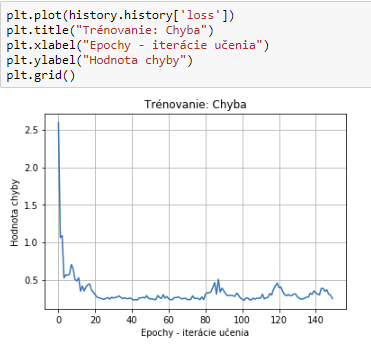 plt.plot(history.history['loss'])
plt.title("Trénovanie: Chyba")
plt.xlabel("Epochy - iterácie učenia")
plt.ylabel("Hodnota chyby")
plt.grid()
Trénovanie: Chyba
2.5
2.0
1.5
1.0
0.5
Hodnota chyby
0 20 40 60 80 100 120 140
Epochy - iterácie učenia